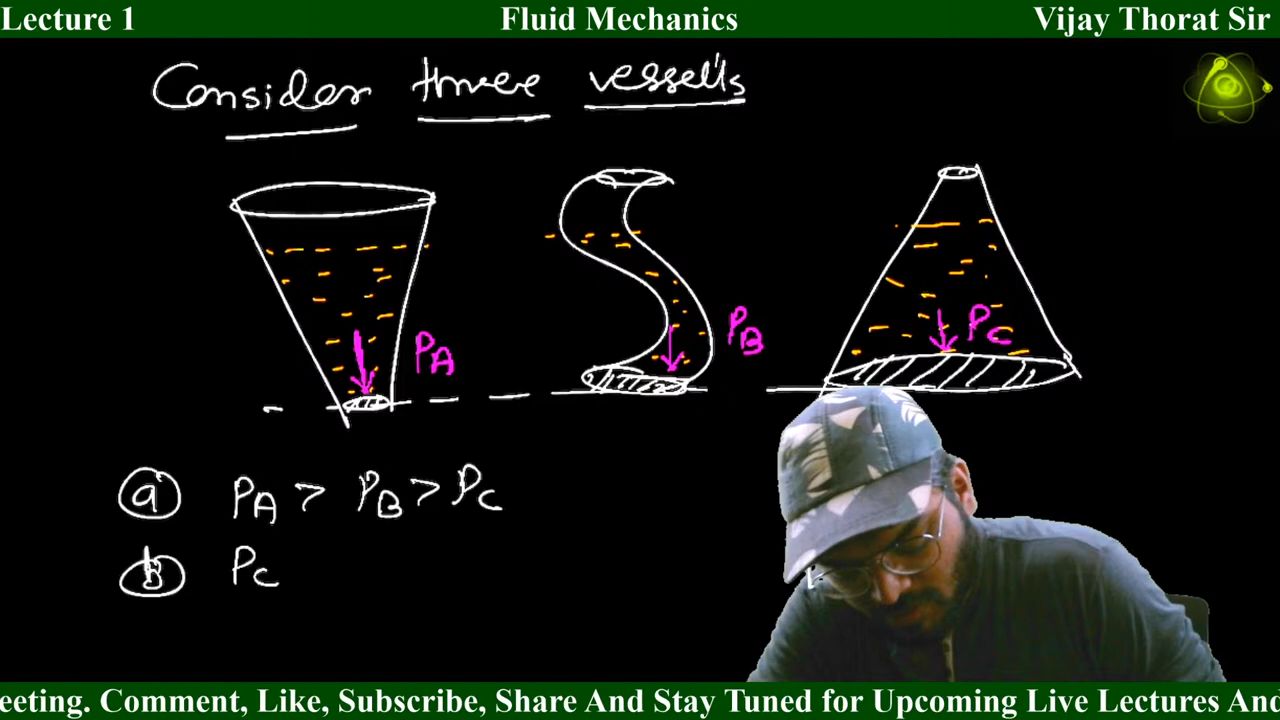 Lecture 1 Fluid Mechanics Vijay Thorat Sir
Consider three vessel's
PA PB PC
a PA > PB > PC
b PC
eeting. Comment, Like, Subscribe, Share And Stay Tuned for Upcoming Live Lectures And